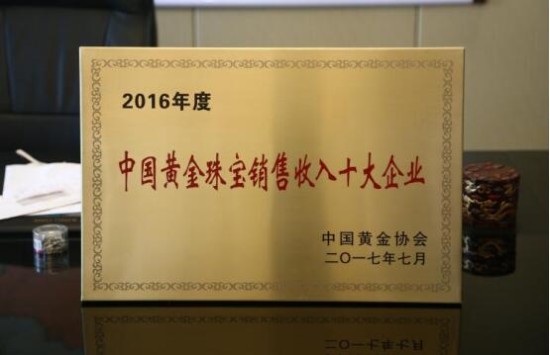 2016年度
中国黄金珠宝销售收入十大企业
中国黄金协会
二〇一七年七月